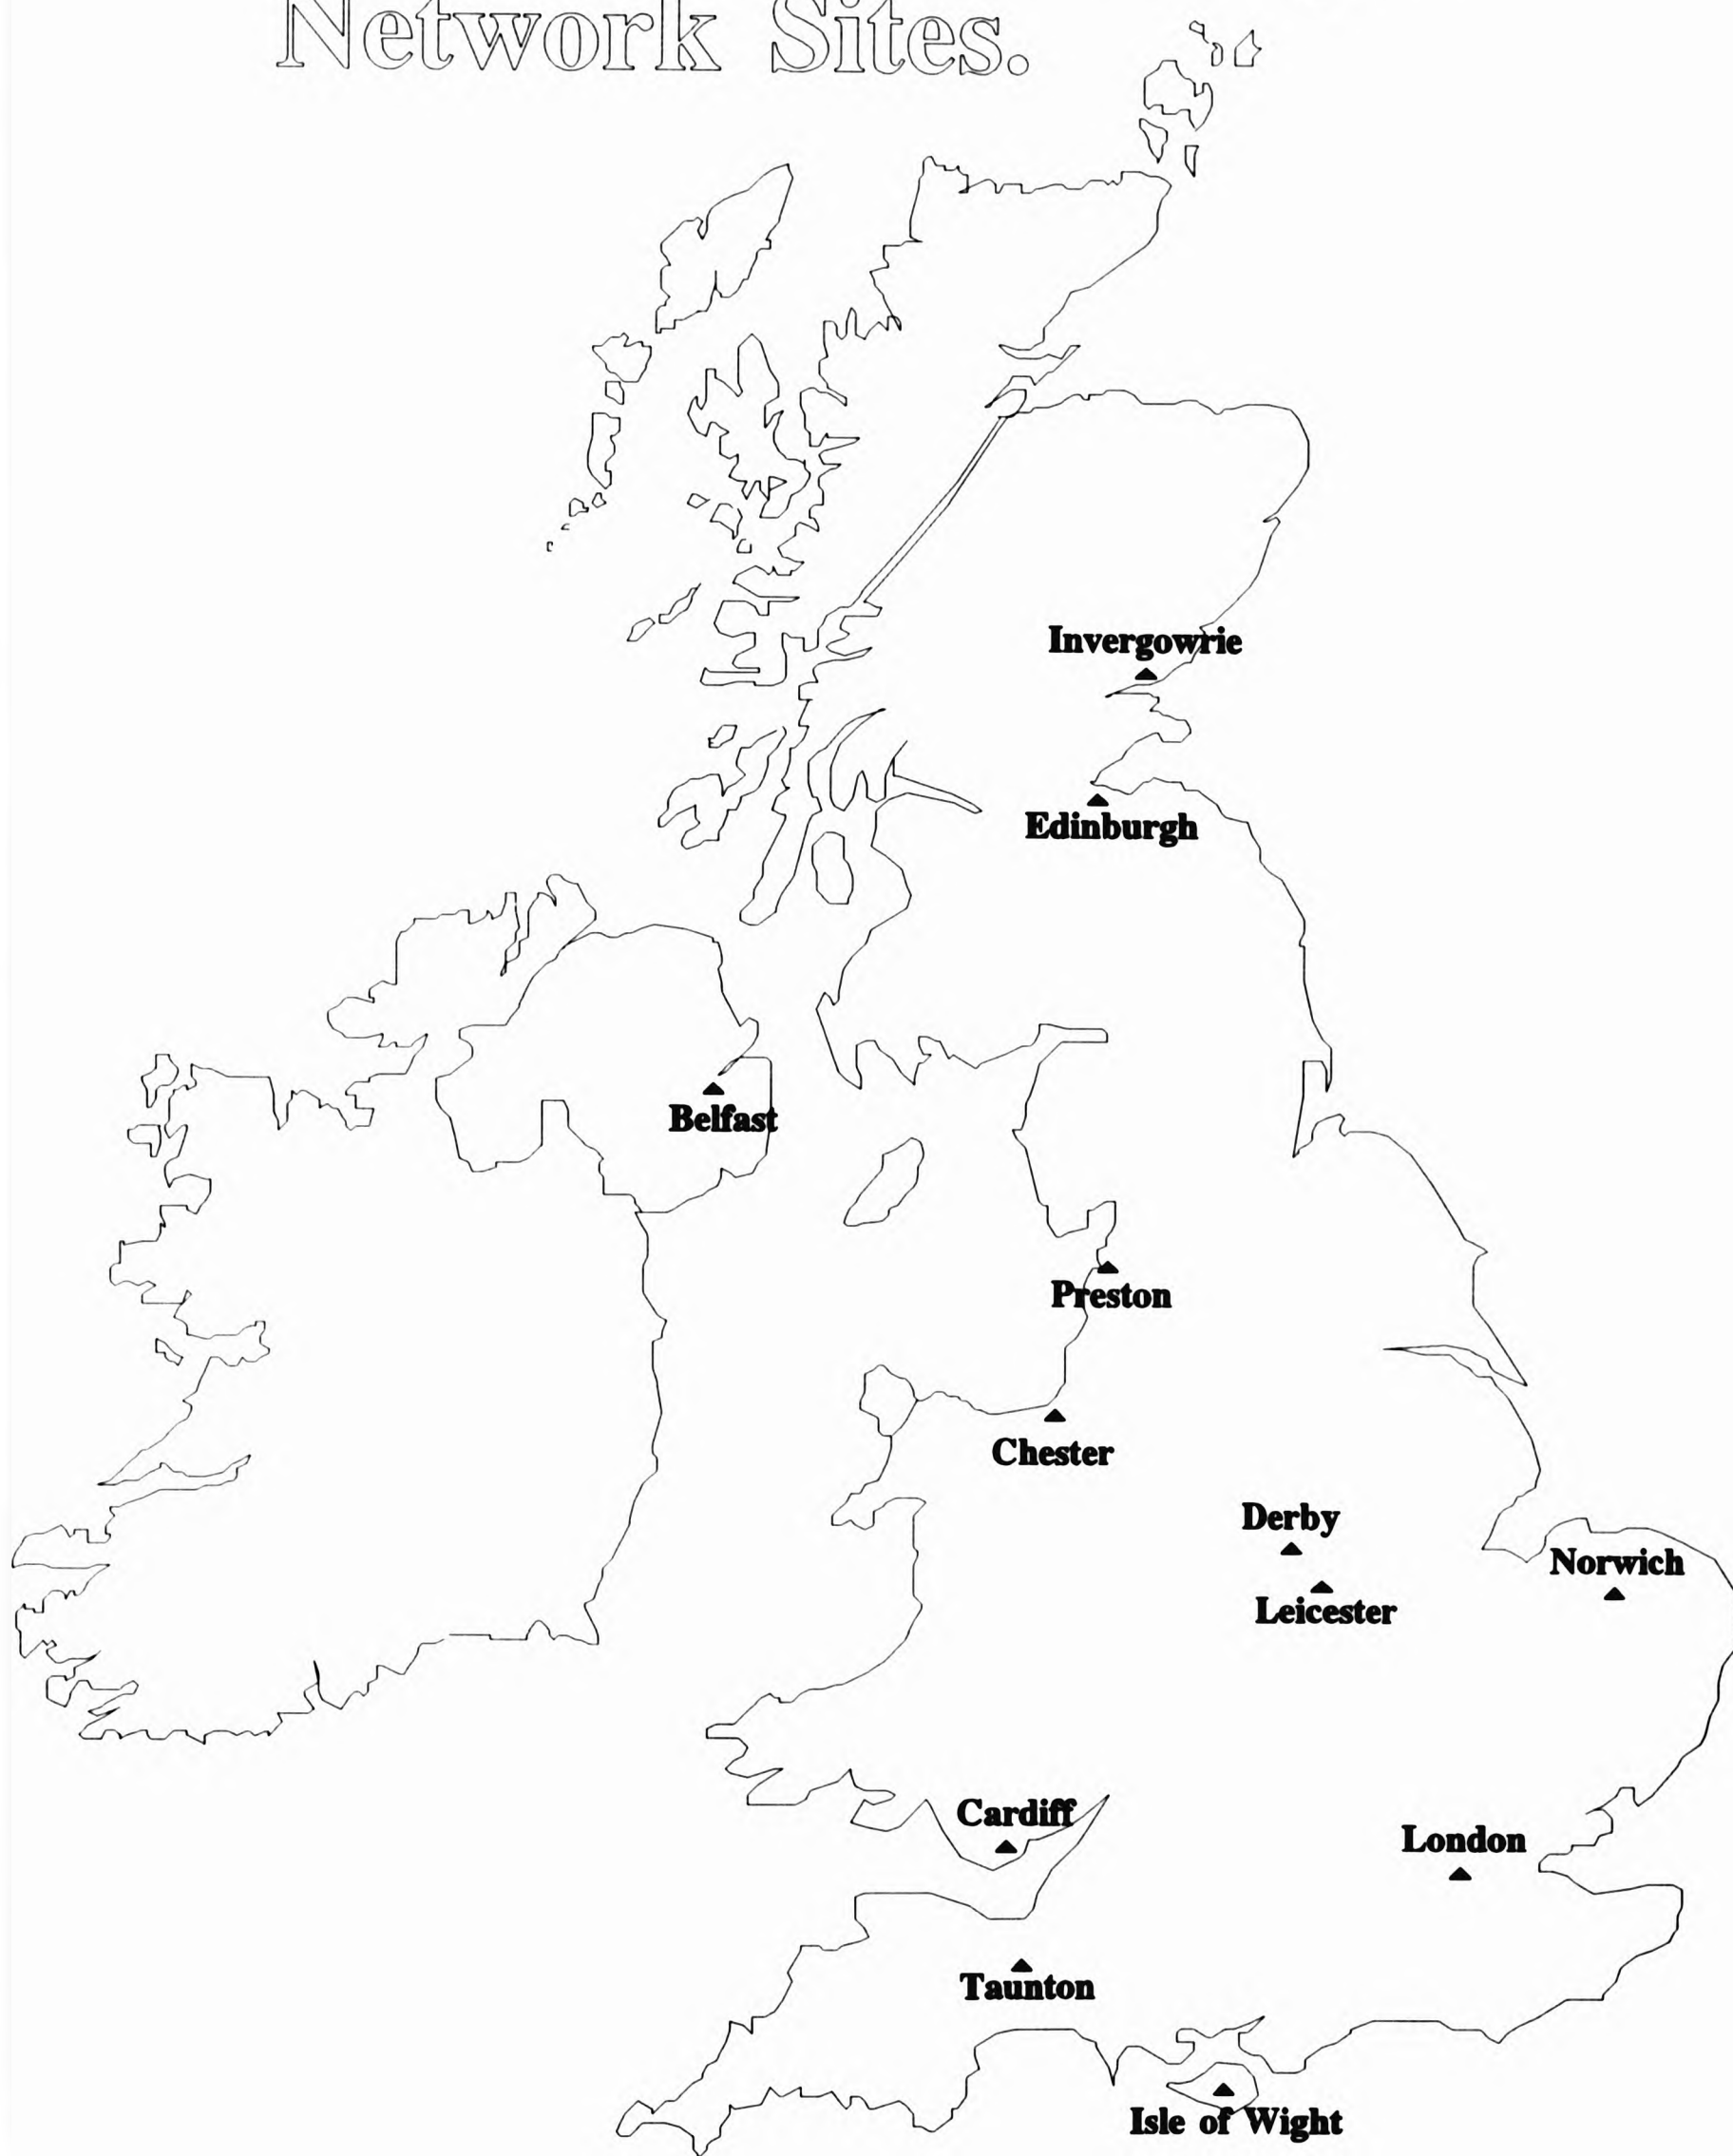 Network Sites.
Invergowrie
Edinburgh
Belfast
Preston
Chester
Derby
Norwich
Leicester
Cardiff
London
Taunton
Isle of Wight